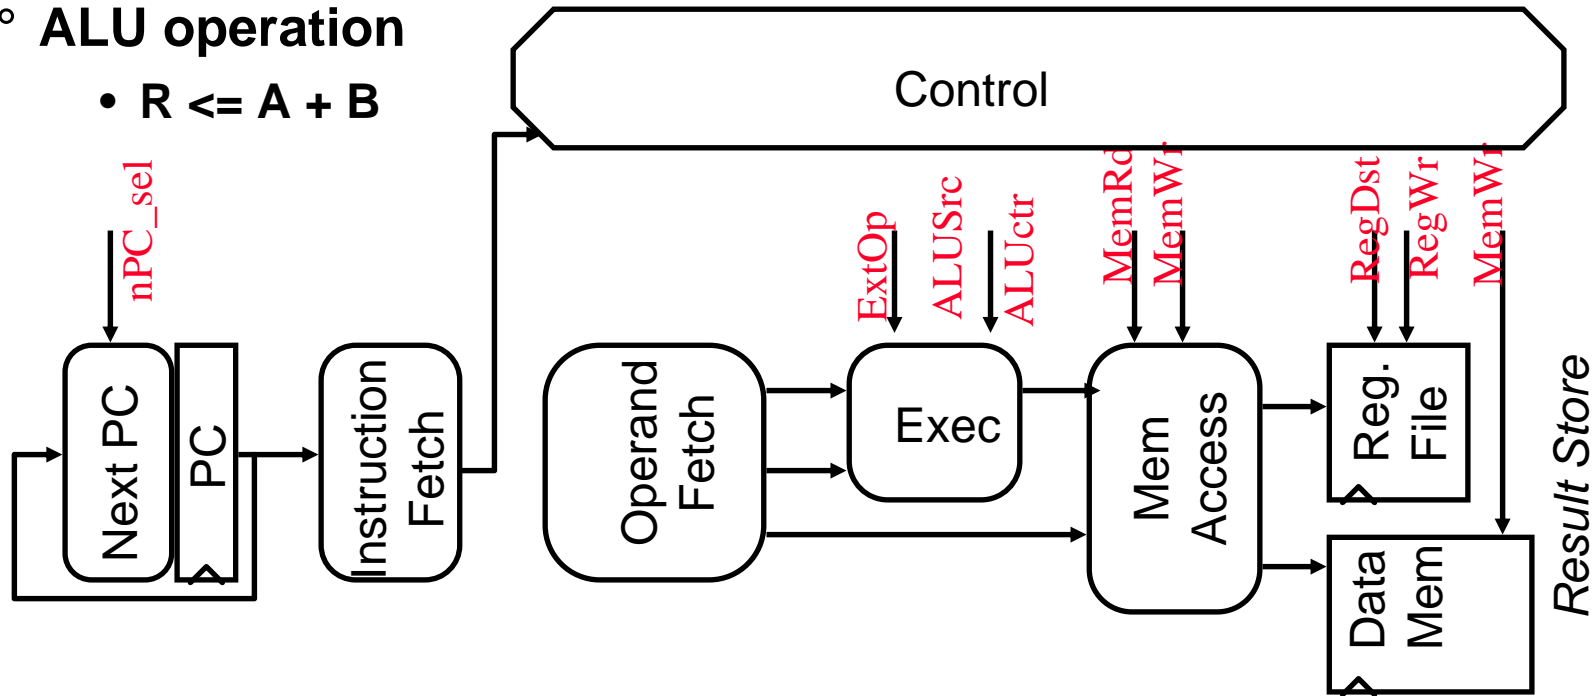 ° ALU operation
• R <= A + B
Control
nPC_sel
ExtOp
ALUSrc
ALUctr
MemRd
MemWr
RegDst
RegWr
MemWr
Next PC
PC
Instruction
Fetch
Operand
Fetch
Exec
Mem
Access
Reg.
File
Data
Mem
Result Store